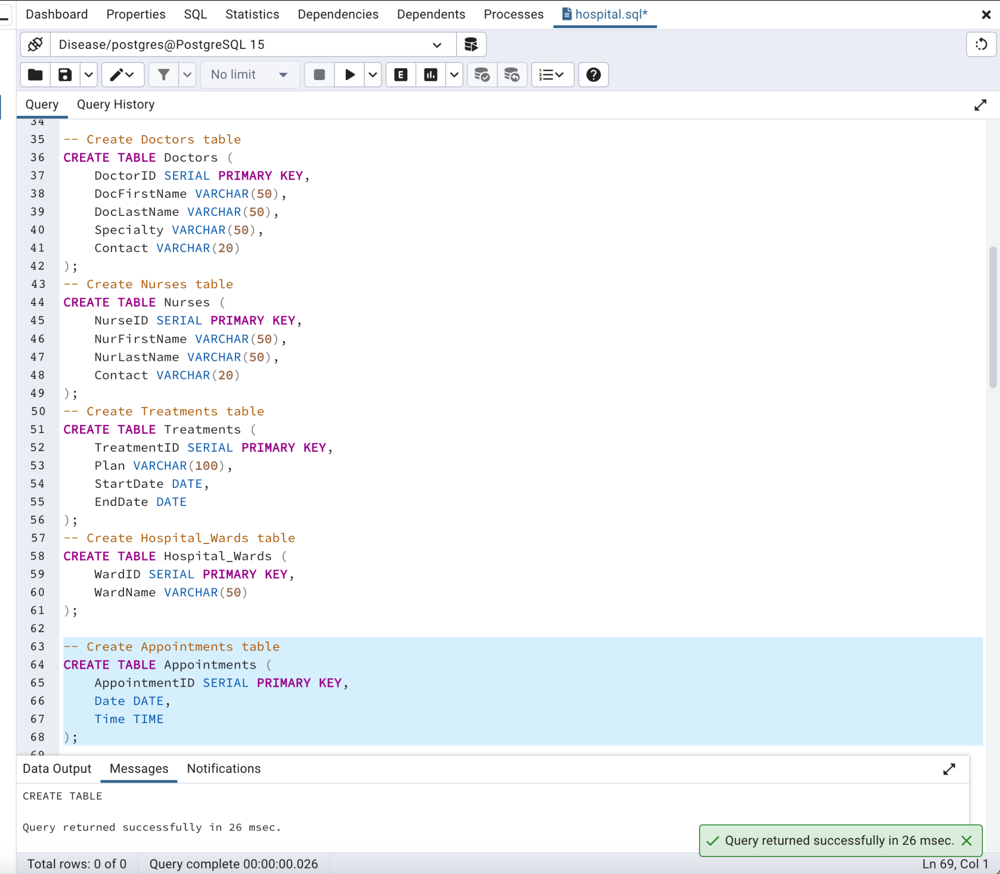 Dashboard Properties SQL Statistics Dependencies Dependents Processes hospital.sql*
Disease/postgres@PostgreSQL 15
No limit
Query Query History
34
35 -- Create Doctors table
36 CREATE TABLE Doctors (
37 DoctorID SERIAL PRIMARY KEY,
38 DocFirstName VARCHAR(50),
39 DocLastName VARCHAR(50),
40 Specialty VARCHAR(50),
41 Contact VARCHAR(20)
42 );
43 -- Create Nurses table
44 CREATE TABLE Nurses (
45 NurseID SERIAL PRIMARY KEY,
46 NurFirstName VARCHAR(50),
47 NurLastName VARCHAR(50),
48 Contact VARCHAR(20)
49 );
50 -- Create Treatments table
51 CREATE TABLE Treatments (
52 TreatmentID SERIAL PRIMARY KEY,
53 Plan VARCHAR(100),
54 StartDate DATE,
55 EndDate DATE
56 );
57 -- Create Hospital_Wards table
58 CREATE TABLE Hospital_Wards (
59 WardID SERIAL PRIMARY KEY,
60 WardName VARCHAR(50)
61 );
62
63 -- Create Appointments table
64 CREATE TABLE Appointments (
65 AppointmentID SERIAL PRIMARY KEY,
66 Date DATE,
67 Time TIME
68 );
69
Data Output Messages Notifications
CREATE TABLE
Query returned successfully in 26 msec.
Query returned successfully in 26 msec.
Total rows: 0 of 0 Query complete 00:00:00.026 Ln 69, Col 1